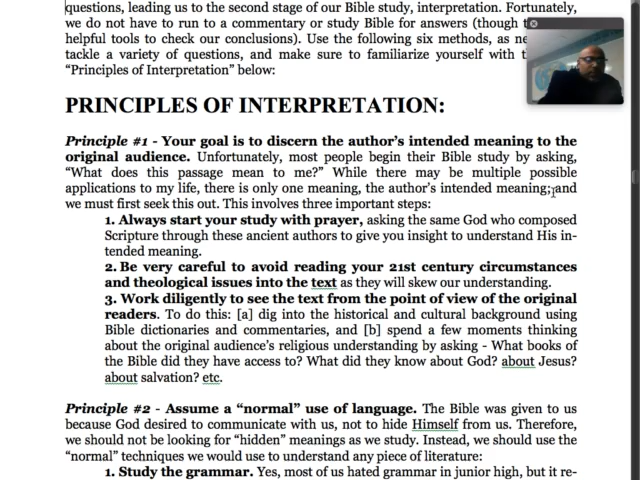 questions, leading us to the second stage of our Bible study, interpretation. Fortunately,
we do not have to run to a commentary or study Bible for answers (though
helpful tools to check our conclusions). Use the following six methods, as
tackle a variety of questions, and make sure to familiarize yourself with
"Principles of Interpretation" below:
PRINCIPLES OF INTERPRETATION:
Principle #1 - Your goal is to discern the author's intended meaning to the
original audience. Unfortunately, most people begin their Bible study by asking,
"What does this passage mean to me?" While there may be multiple possible
applications to my life, there is only one meaning, the author's intended meaning; and
we must first seek this out. This involves three important steps:
1. Always start your study with prayer, asking the same God who composed
Scripture through these ancient authors to give you insight to understand His in-
tended meaning.
2. Be very careful to avoid reading your 21st century circumstances
and theological issues into the text as they will skew our understanding.
3. Work diligently to see the text from the point of view of the original
readers. To do this: [a] dig into the historical and cultural background using
Bible dictionaries and commentaries, and [b] spend a few moments thinking
about the original audience's religious understanding by asking - What books of
the Bible did they have access to? What did they know about God? about Jesus?
about salvation? etc.
Principle #2 - Assume a "normal" use of language. The Bible was given to us
because God desired to communicate with us, not to hide Himself from us. Therefore,
we should not be looking for "hidden" meanings as we study. Instead, we should use the
"normal" techniques we would use to understand any piece of literature:
1. Study the grammar. Yes, most of us hated grammar in junior high, but it re-